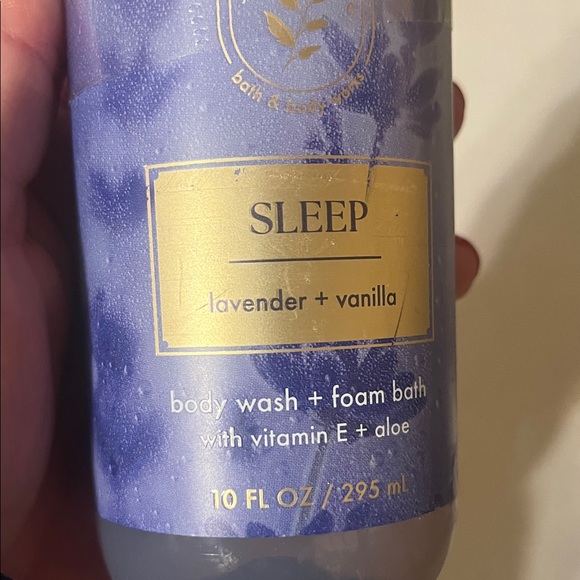 bath & body works
SLEEP
lavender + vanilla
body wash + foam bath
with vitamin E + aloe
10 FL OZ / 295 mL